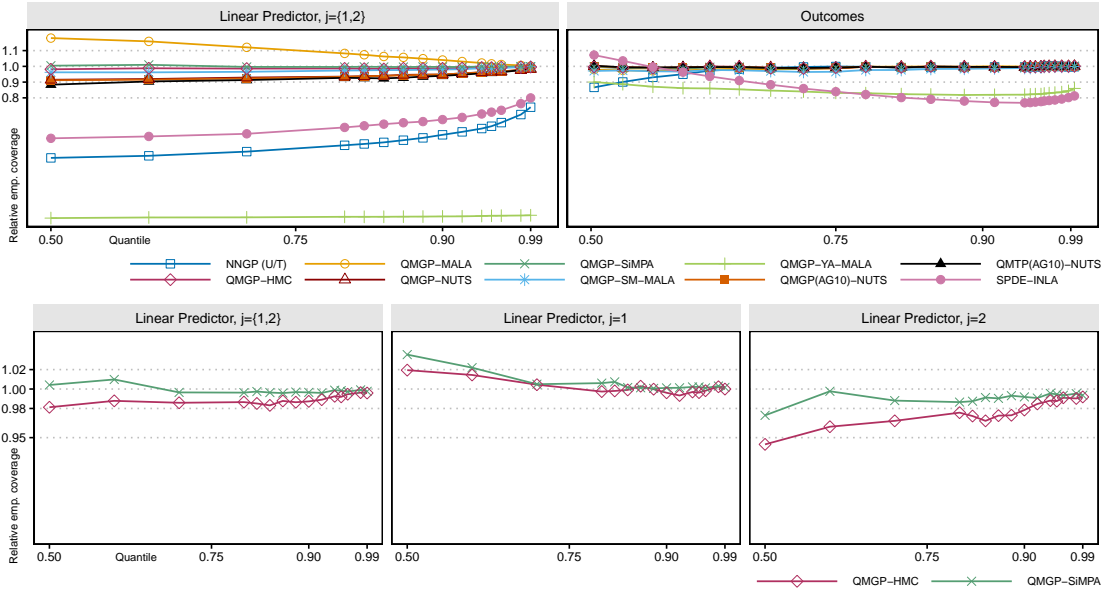 Linear Predictor, j={1,2}
Outcomes
Relative emp. coverage
1.1
1.0
0.9
0.8
0.50
Quantile
0.75
0.90
0.99
0.50
0.75
0.90
0.99
NNGP (U/T)
QMGP−MALA
QMGP−SiMPA
QMGP−YA−MALA
QMTP(AG10)−NUTS
QMGP−HMC
QMGP−NUTS
QMGP−SM−MALA
QMGP(AG10)−NUTS
SPDE−INLA
Linear Predictor, j={1,2}
Linear Predictor, j=1
Linear Predictor, j=2
Relative emp. coverage
1.02
1.00
0.98
0.95
0.50
Quantile
0.75
0.90
0.99
0.50
0.75
0.90
0.99
0.50
0.75
0.90
0.99
QMGP−HMC
QMGP−SiMPA